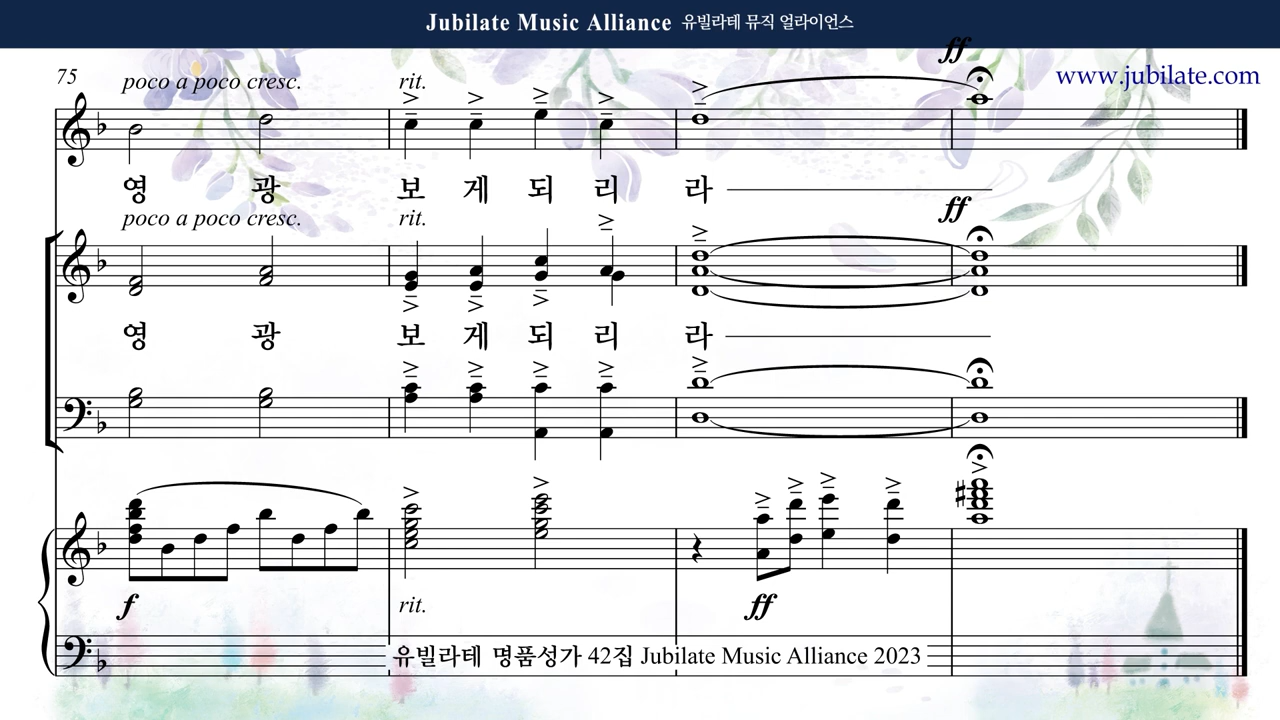 Jubilate Music Alliance 유빌라테 뮤직 얼라이언스
www.jubilate.com
75
poco a poco cresc. rit. ff
영 광 보 게 되 리 라
poco a poco cresc. rit. ff
영 광 보 게 되 리 라
f rit. ff
유빌라테 명품성가 42집 Jubilate Music Alliance 2023